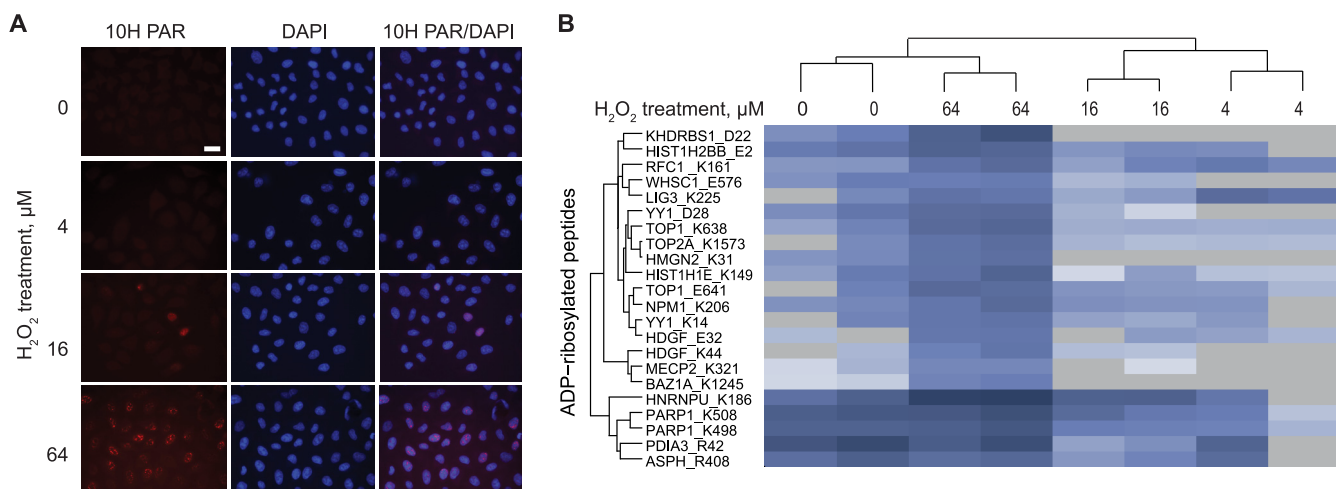 A
10H PAR DAPI 10H PAR/DAPI
0
4
16
64
H₂O₂ treatment, µM
B
H₂O₂ treatment, µM 0 0 64 64 16 16 4 4
KHDRBS1_D22
HIST1H2BB_E2
RFC1_K161
WHSC1_E576
LIG3_K225
YY1_D28
TOP1_K638
TOP2A_K1573
HMGN2_K31
HIST1H1E_K149
TOP1_E641
NPM1_K206
YY1_K14
HDGF_E32
HDGF_K44
MECP2_K321
BAZ1A_K1245
HNRNPU_K186
PARP1_K508
PARP1_K498
PDIA3_R42
ASPH_R408
ADP–ribosylated peptides